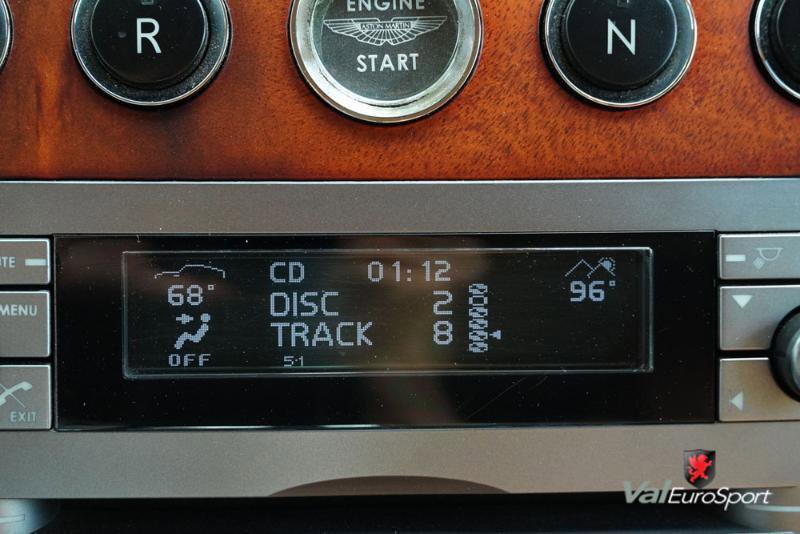 ENGINE
ASTON MARTIN
START
R
N
CD 01:12
68°
96°
DISC 2
TRACK 8
OFF
5·1
MENU
EXIT
ValEuroSport